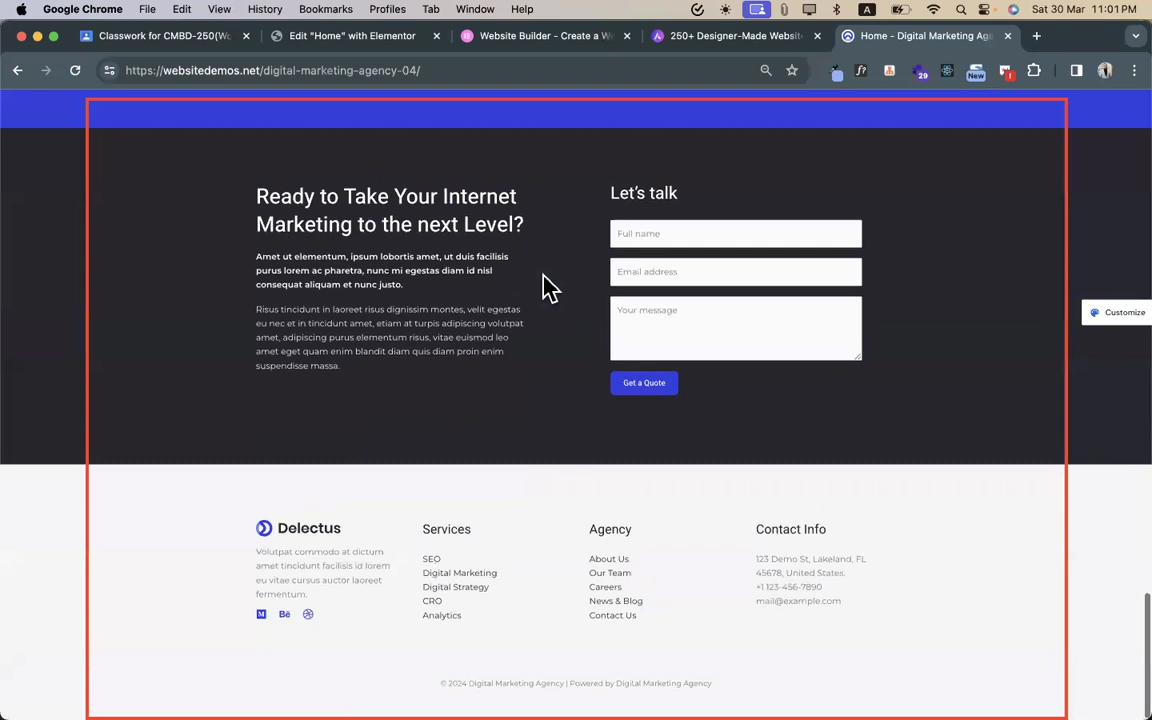 Google Chrome File Edit View History Bookmarks Profiles Tab Window Help A Sat 30 Mar 11:01 PM
Classwork for CMBD-250(Wo Edit "Home" with Elementor Website Builder - Create a W 250+ Designer-Made Website Home - Digital Marketing Age
https://websitedemos.net/digital-marketing-agency-04/ f? 29 New
Ready to Take Your Internet
Marketing to the next Level?
Amet ut elementum, ipsum lobortis amet, ut duis facilisis
purus lorem ac pharetra, nunc mi egestas diam id nisl
consequat aliquam et nunc justo.
Risus tincidunt in laoreet risus dignissim montes, velit egestas
eu nec et in tincidunt amet, etiam at turpis adipiscing volutpat
amet, adipiscing purus elementum risus, vitae euismod leo
amet eget quam enim blandit diam quis diam proin enim
suspendisse massa.
Let's talk
Full name
Email address
Your message
Get a Quote
Customize
Delectus
Volutpat commodo at dictum
amet tincidunt facilisis id lorem
eu vitae cursus auctor laoreet
fermentum.
M Bē
Services
SEO
Digital Marketing
Digital Strategy
CRO
Analytics
Agency
About Us
Our Team
Careers
News & Blog
Contact Us
Contact Info
123 Demo St, Lakeland, FL
45678, United States.
+1 123-456-7890
mail@example.com
© 2024 Digital Marketing Agency | Powered by Digital Marketing Agency